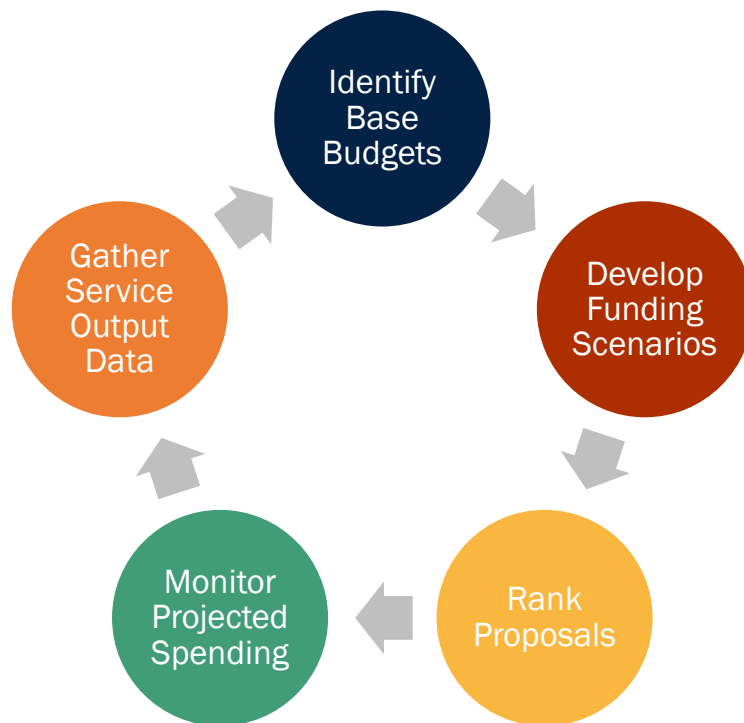 Identify
Base
Budgets
Develop
Funding
Scenarios
Rank
Proposals
Monitor
Projected
Spending
Gather
Service
Output
Data